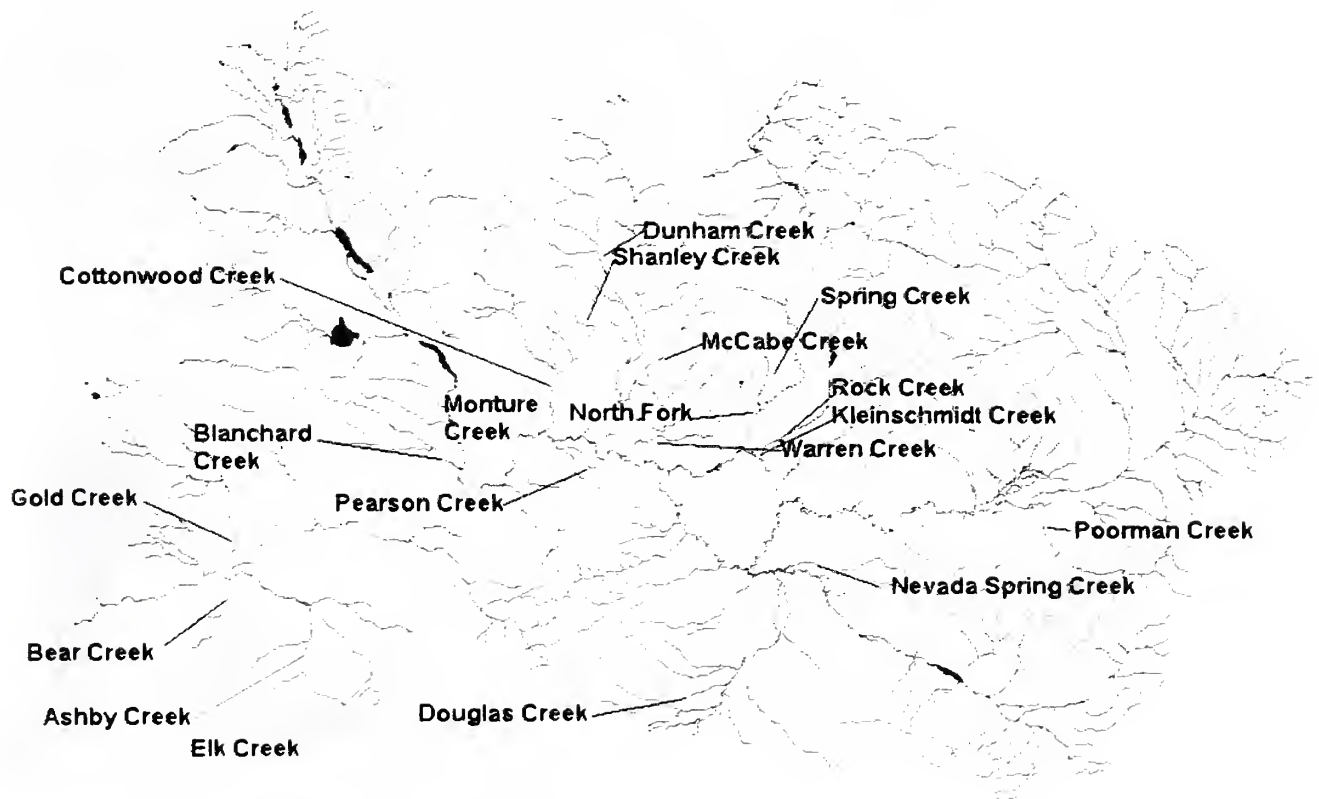 Dunham Creek
Shanley Creek
Cottonwood Creek
Spring Creek
McCabe Creek
Rock Creek
Monture
Creek
North Fork
Kleinschmidt Creek
Blanchard
Creek
Warren Creek
Gold Creek
Pearson Creek
Poorman Creek
Nevada Spring Creek
Bear Creek
Ashby Creek
Douglas Creek
Elk Creek